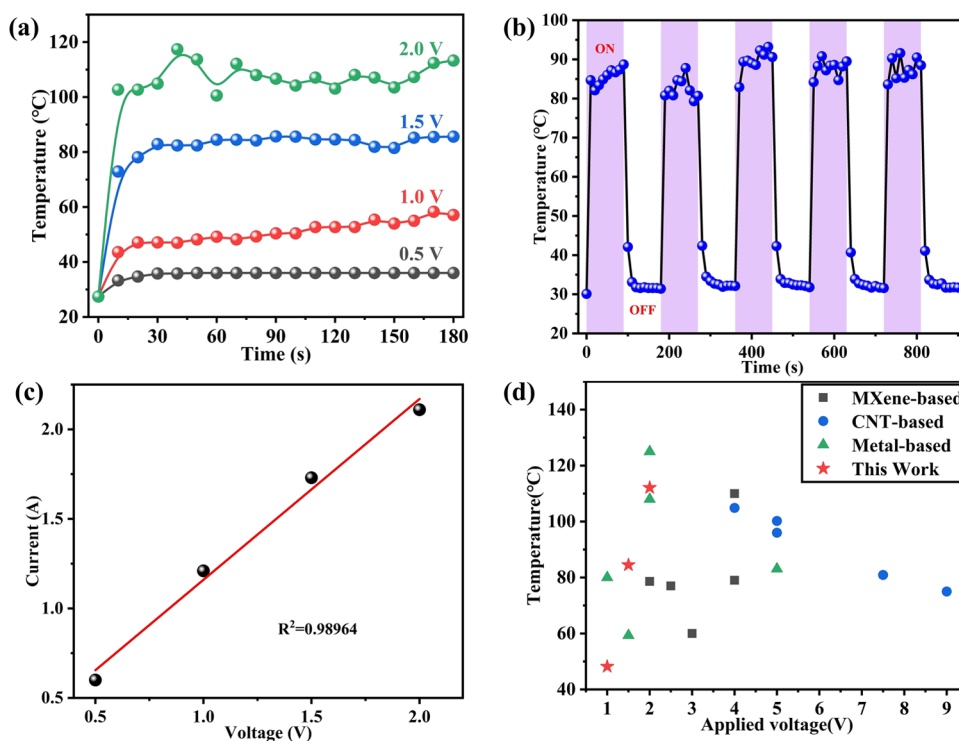 (a)
2.0 V
1.5 V
1.0 V
0.5 V
120
100
80
60
40
20
Temperature (°C)
0 30 60 90 120 150 180
Time (s)
(b)
ON
OFF
100
90
80
70
60
50
40
30
20
Temperature (°C)
0 200 400 600 800
Time (s)
(c)
R²=0.98964
2.0
1.5
1.0
0.5
Current (A)
0.5 1.0 1.5 2.0
Voltage (V)
(d)
MXene-based
CNT-based
Metal-based
This Work
140
120
100
80
60
40
Temperature(°C)
1 2 3 4 5 6 7 8 9
Applied voltage(V)